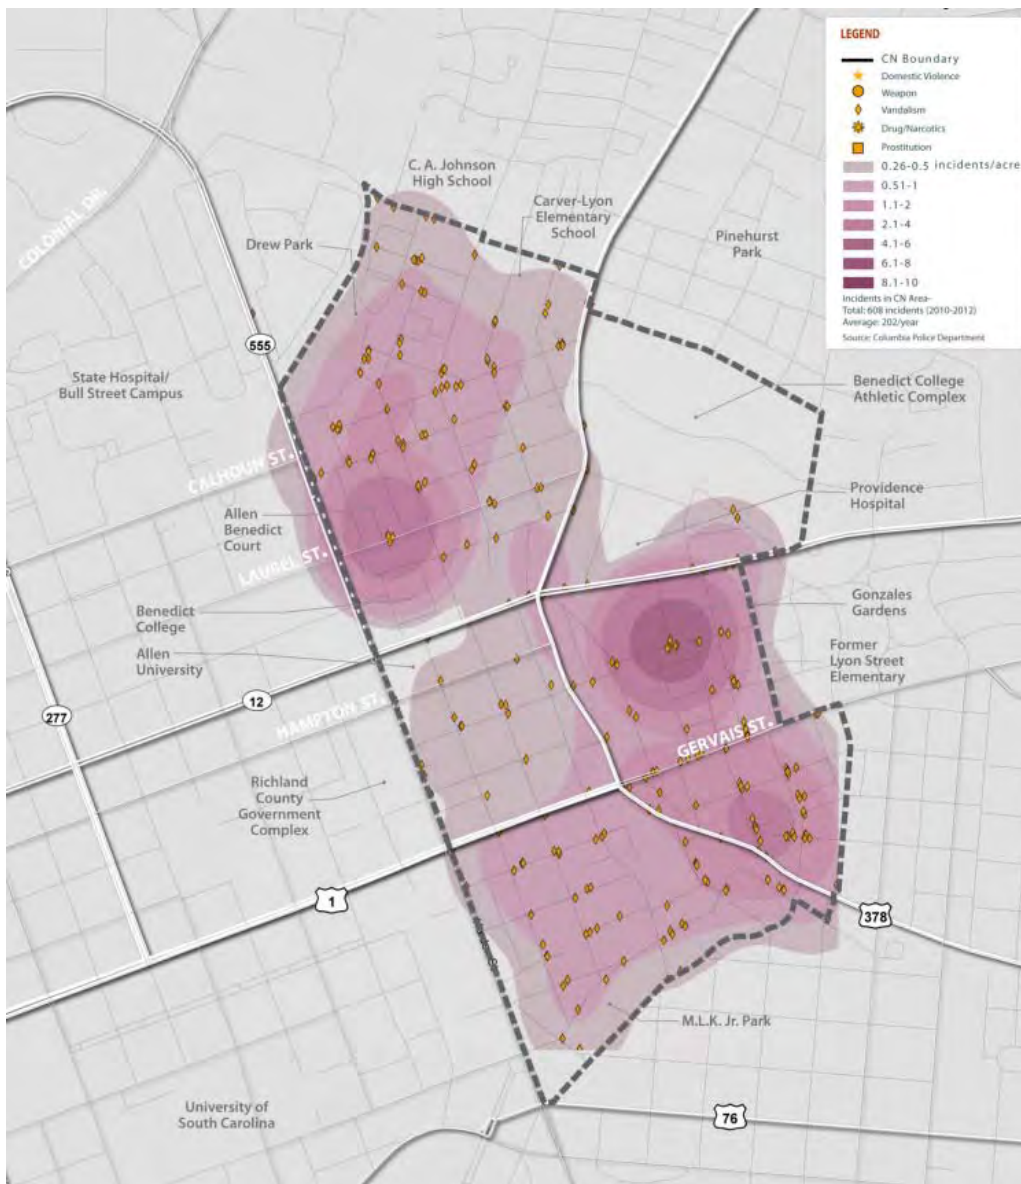 LEGEND
CN Boundary
Domestic Violence
Weapon
Vandalism
Drug/Narcotics
Prostitution
0.26-0.5 incidents/acre
0.51-1
1.1-2
2.1-4
4.1-6
6.1-8
8.1-10
Incidents in CN Area-
Total: 608 incidents (2010-2012)
Average: 202/year
Source: Columbia Police Department
C. A. Johnson
High School
Carver-Lyon
Elementary
School
COLONIAL DR.
Drew Park
Pinehurst
Park
555
State Hospital/
Bull Street Campus
Benedict College
Athletic Complex
CALHOUN ST.
Providence
Hospital
Allen
Benedict
Court
LAUREL ST.
Benedict
College
Gonzales
Gardens
Allen
University
Former
Lyon Street
Elementary
12
277
HAMPTON ST.
GERVAIS ST.
Richland
County
Government
Complex
1
378
M.L.K. Jr. Park
University of
South Carolina
76